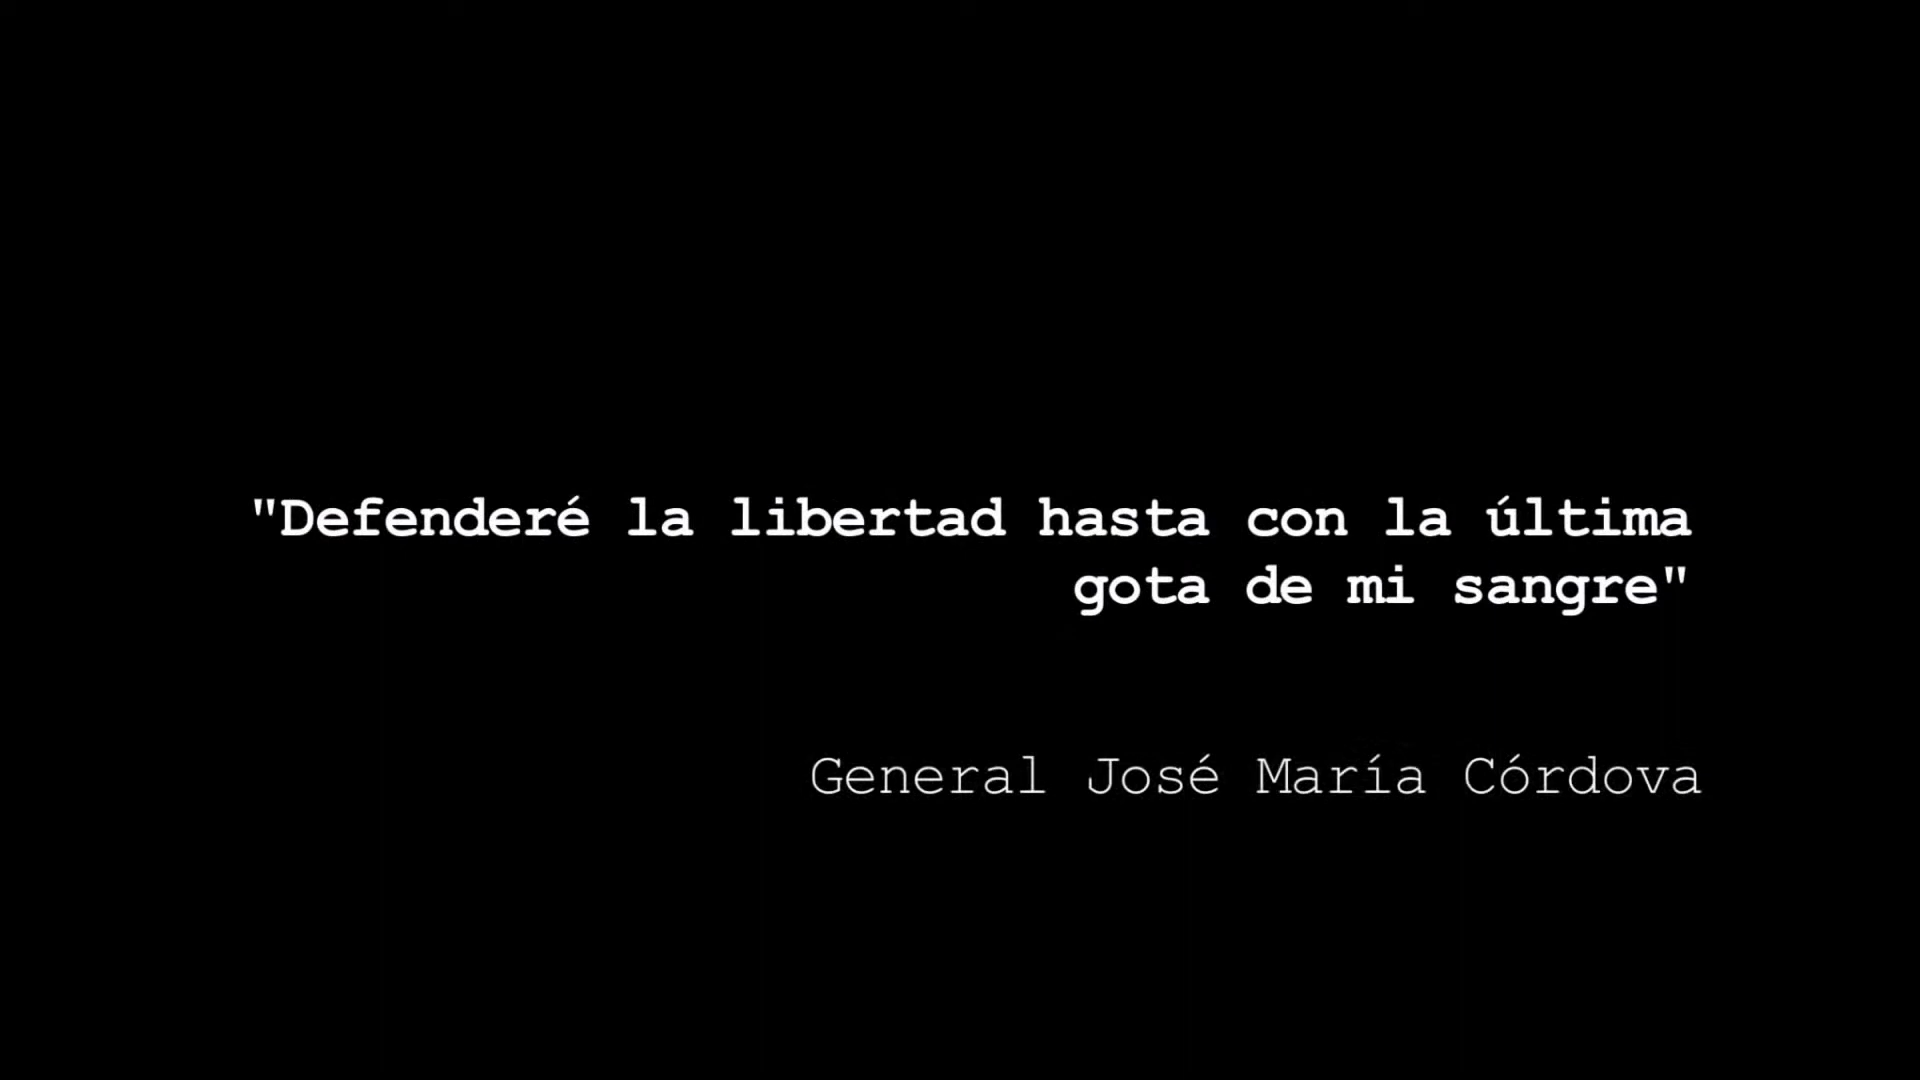 "Defenderé la libertad hasta con la última
gota de mi sangre"
General José María Córdova